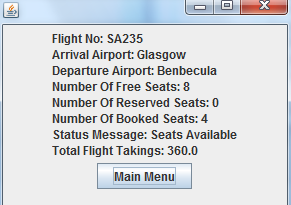 Flight No: SA235
Arrival Airport: Glasgow
Departure Airport: Benbecula
Number Of Free Seats: 8
Number Of Reserved Seats: 0
Number Of Booked Seats: 4
Status Message: Seats Available
Total Flight Takings: 360.0
Main Menu